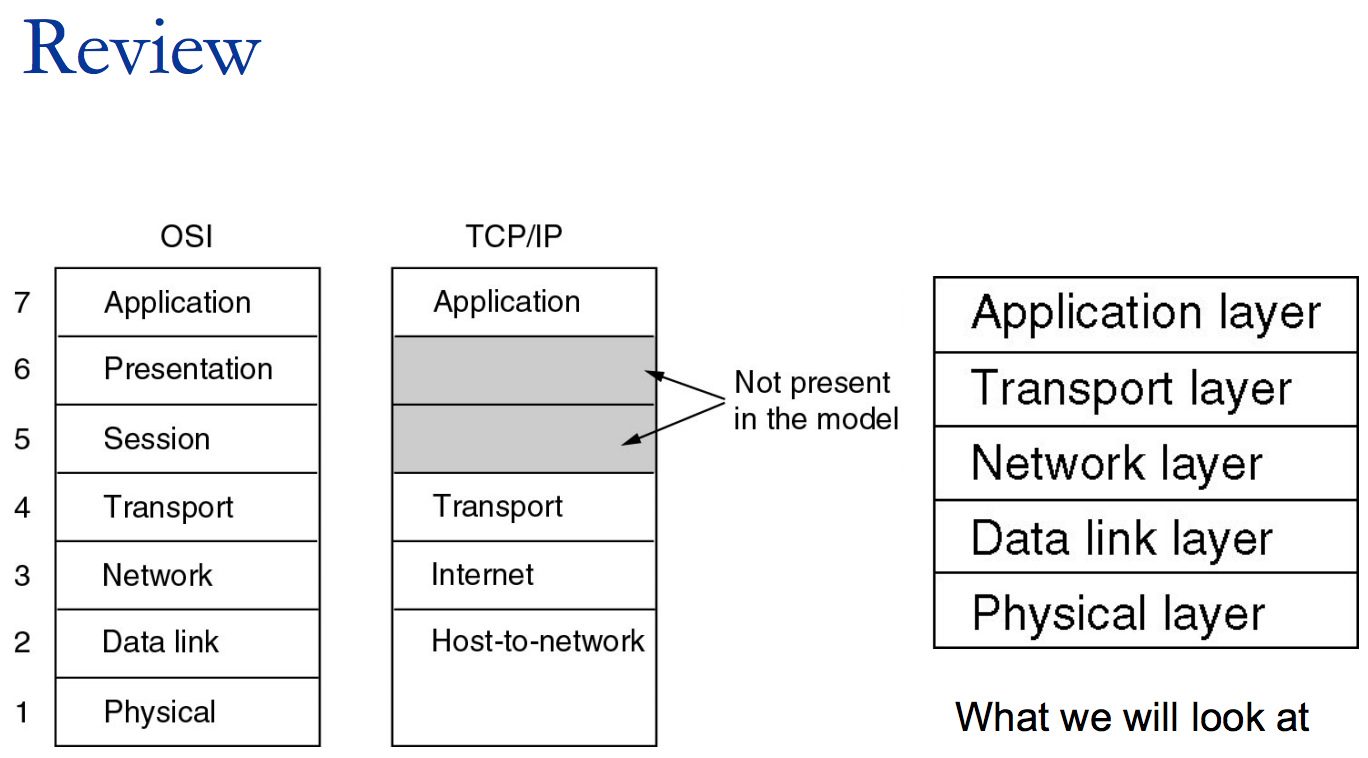 Review
OSI
TCP/IP
7
Application
Application
6
Presentation
5
Session
Not present
in the model
4
Transport
Transport
3
Network
Internet
2
Data link
Host-to-network
1
Physical
Application layer
Transport layer
Network layer
Data link layer
Physical layer
What we will look at